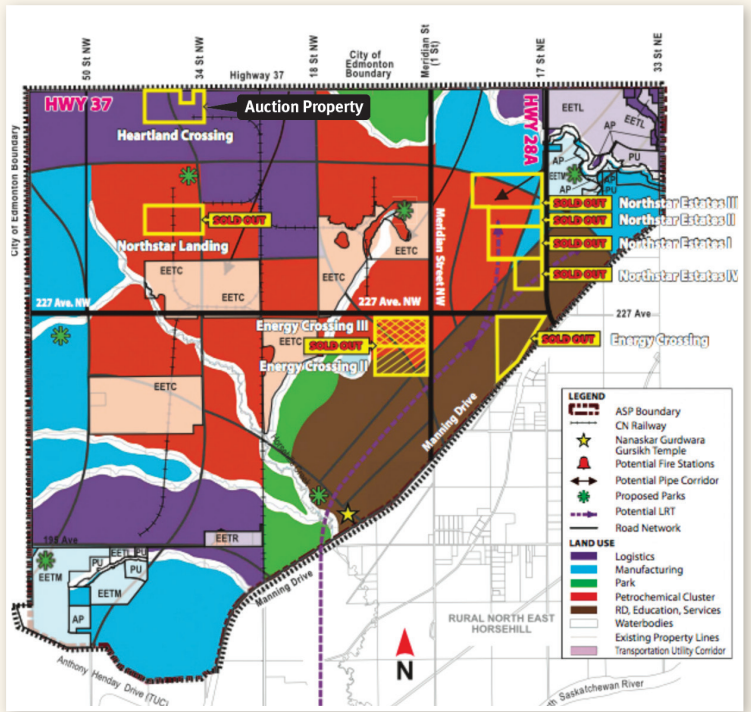 50 St NW
34 St NW
Highway 37
18 St NW
City of
Edmonton
Boundary
Meridian St
(1 St)
17 St NE
33 St NE
HWY 37
Auction Property
Heartland Crossing
HWY 28A
EETL
AP
EETL
AP
PU
EETM
AP
AP
PU
City of Edmonton Boundary
SOLD OUT
Northstar Estates III
SOLD OUT
Northstar Estates II
SOLD OUT
Northstar Estates I
SOLD OUT
Northstar Estates IV
SOLD OUT
Northstar Landing
Meridian Street NW
EETC
EETC
EETC
EETC
227 Ave. NW
227 Ave. NW
227 Ave
Energy Crossing III
EETC
SOLD OUT
Energy Crossing II
SOLD OUT
Energy Crossing
EETC
Manning Drive
195 Ave
EETR
EETM
EETL
PU
PU
PU
EETM
AP
Manning Drive
Anthony Henday Drive (TUC)
RURAL NORTH EAST
HORSEHILL
N
Saskatchewan River
LEGEND
ASP Boundary
CN Railway
Nanaskar Gurdwara
Gursikh Temple
Potential Fire Stations
Potential Pipe Corridor
Proposed Parks
Potential LRT
Road Network
LAND USE
Logistics
Manufacturing
Park
Petrochemical Cluster
RD, Education, Services
Waterbodies
Existing Property Lines
Transportation Utility Corridor